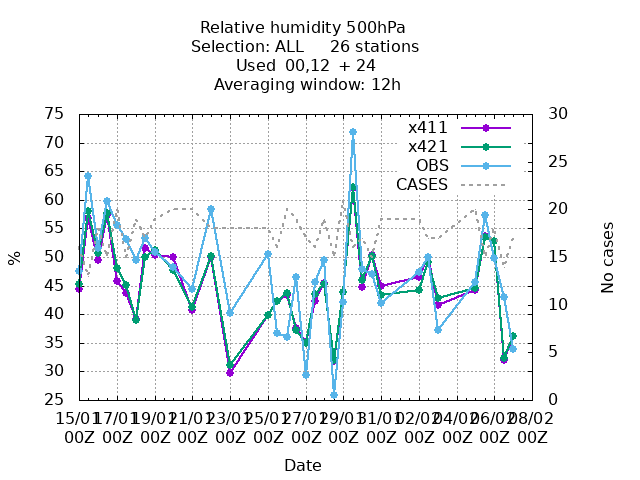 Relative humidity 500hPa
Selection: ALL     26 stations
Used  00,12  + 24
Averaging window: 12h
75 30
x411
x421
OBS
CASES
70
65 25
60
55 20
50 15
45
40 10
35
30 5
25 0
%
No cases
15/01 17/01 19/01 21/01 23/01 25/01 27/01 29/01 31/01 02/02 04/02 06/02 08/02
00Z 00Z 00Z 00Z 00Z 00Z 00Z 00Z 00Z 00Z 00Z 00Z 00Z
Date